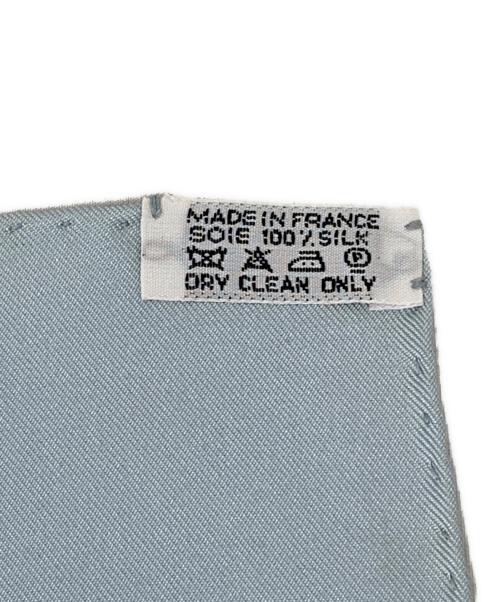 MADE IN FRANCE
SOIE 100% SILK
P
DRY CLEAN ONLY